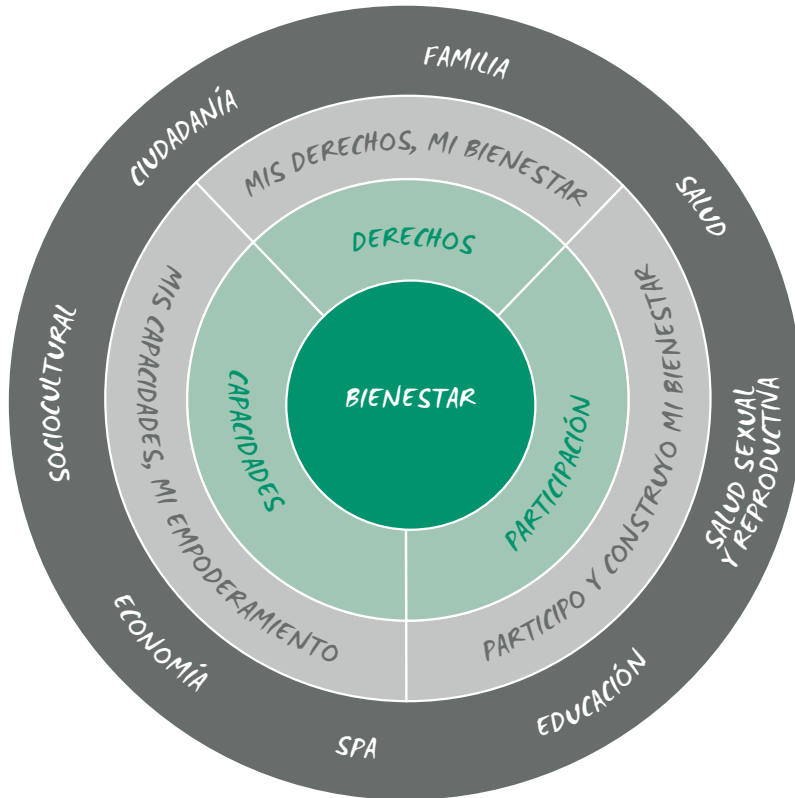 FAMILIA
SALUD
SALUD SEXUAL
Y REPRODUCTIVA
EDUCACIÓN
SPA
ECONOMÍA
SOCIOCULTURAL
CIUDADANÍA
MIS DERECHOS, MI BIENESTAR
PARTICIPO Y CONSTRUYO MI BIENESTAR
MIS CAPACIDADES, MI EMPODERAMIENTO
DERECHOS
PARTICIPACIÓN
CAPACIDADES
BIENESTAR